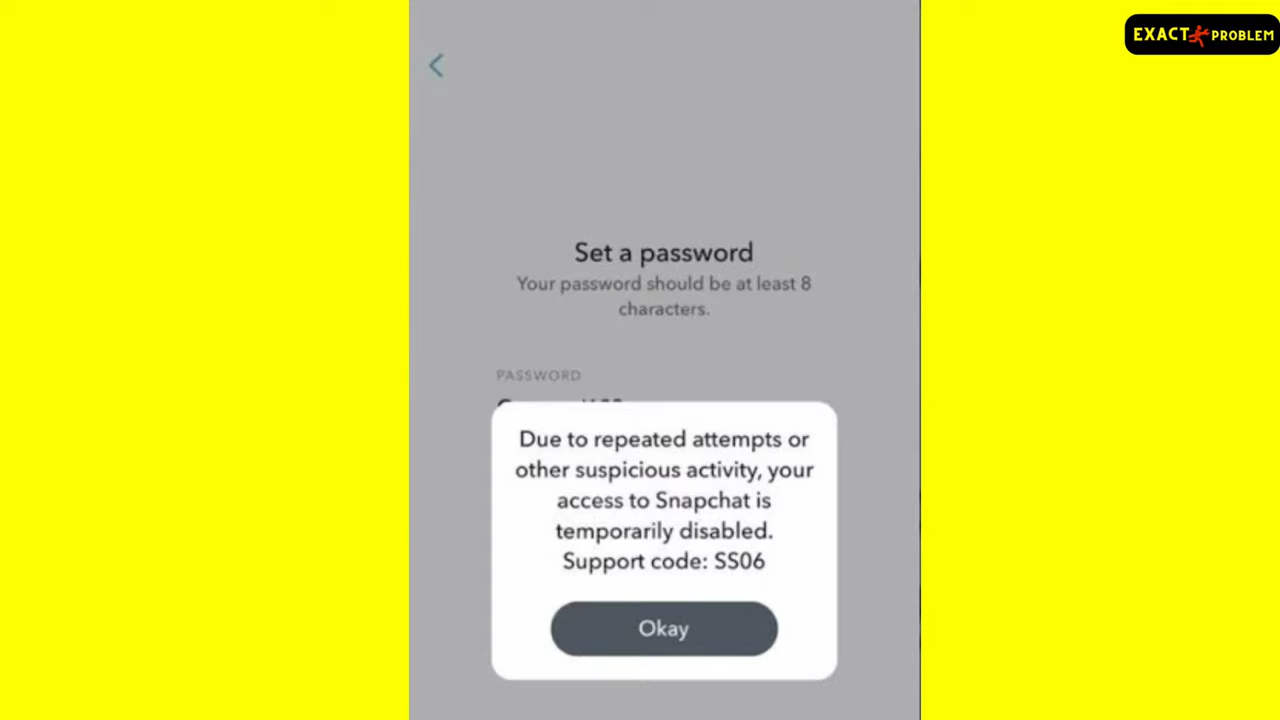 EXACT PROBLEM
Set a password
Your password should be at least 8
characters.
PASSWORD
Due to repeated attempts or
other suspicious activity, your
access to Snapchat is
temporarily disabled.
Support code: SS06
Okay